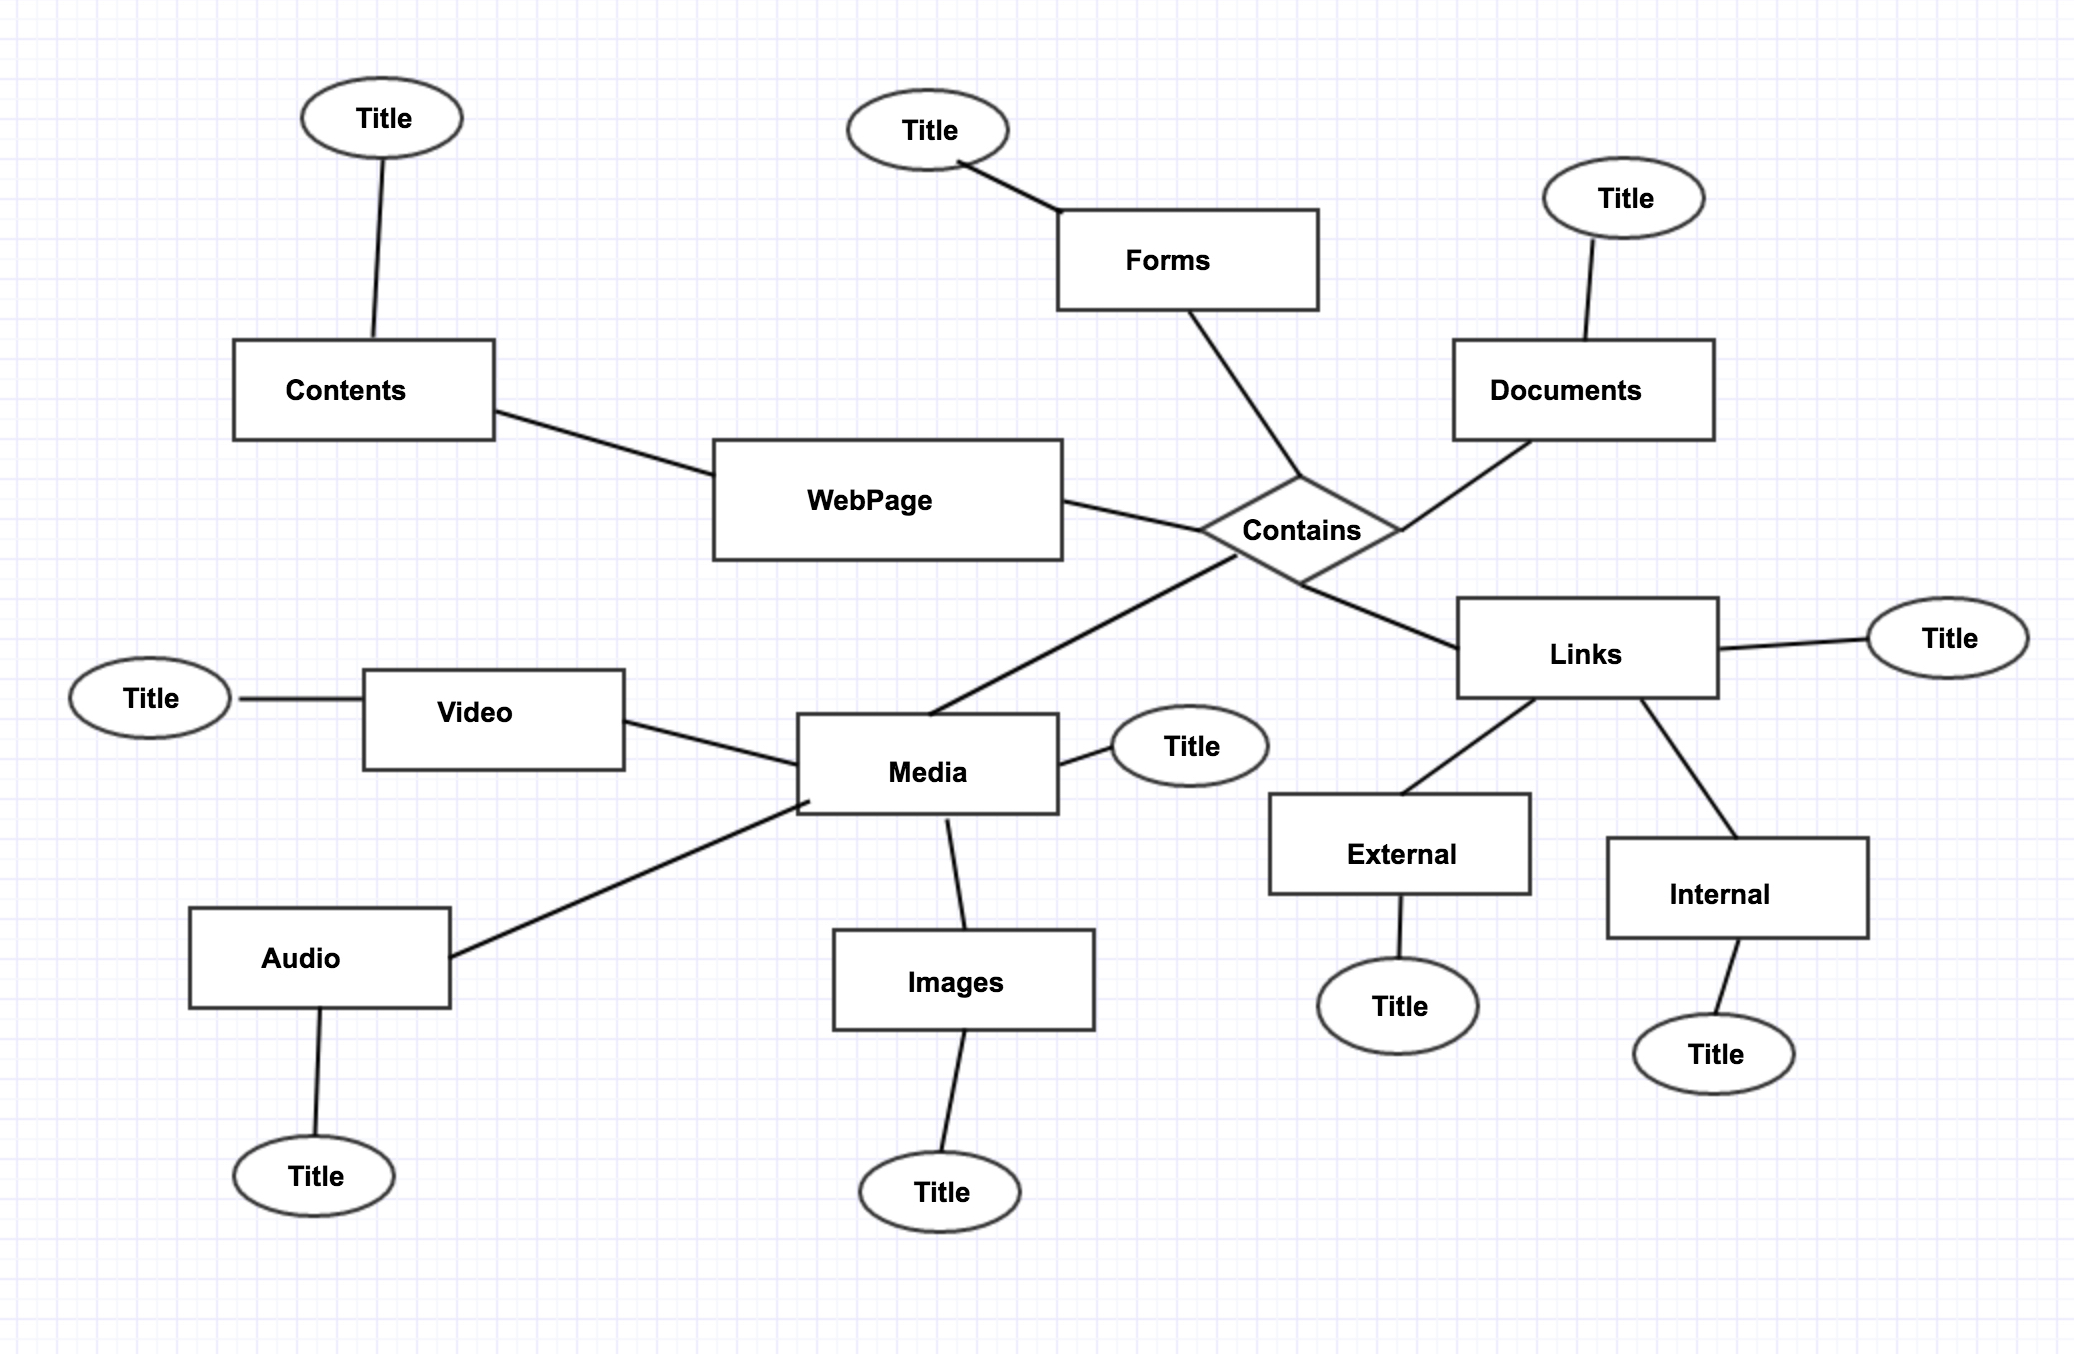 Title
Title
Title
Forms
Contents
Documents
WebPage
Contains
Title
Links
Title
Video
Title
Media
External
Internal
Audio
Images
Title
Title
Title
Title